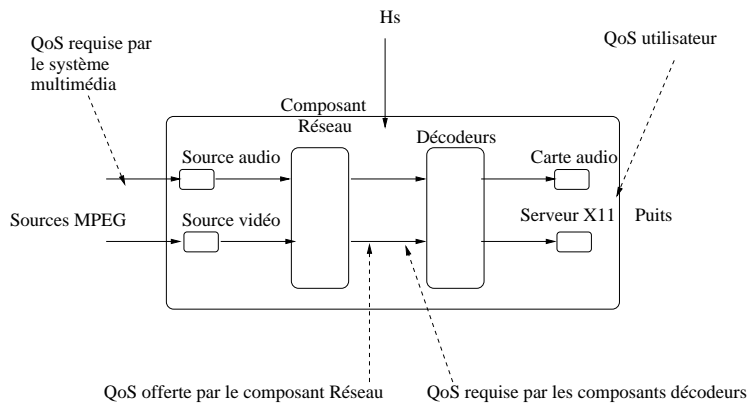 Hs
QoS requise par
le système
multimédia
QoS utilisateur
Composant
Réseau
Décodeurs
Source audio
Carte audio
Sources MPEG
Source vidéo
Serveur X11
Puits
QoS offerte par le composant Réseau
QoS requise par les composants décodeurs